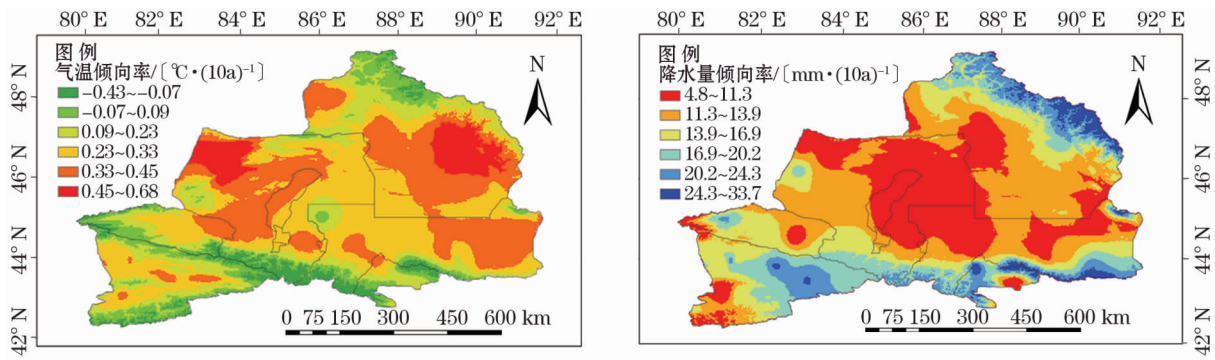 80° E 82° E 84° E 86° E 88° E 90° E 92° E
48° N
46° N
44° N
42° N
图 例
气温倾向率/[℃·(10a)⁻¹]
-0.43~-0.07
-0.07~0.09
0.09~0.23
0.23~0.33
0.33~0.45
0.45~0.68
N
0 75 150 300 450 600 km
80° E 82° E 84° E 86° E 88° E 90° E 92° E
图 例
降水量倾向率/[mm·(10a)⁻¹]
4.8~11.3
11.3~13.9
13.9~16.9
16.9~20.2
20.2~24.3
24.3~33.7
N
0 75 150 300 450 600 km
48° N
46° N
44° N
42° N